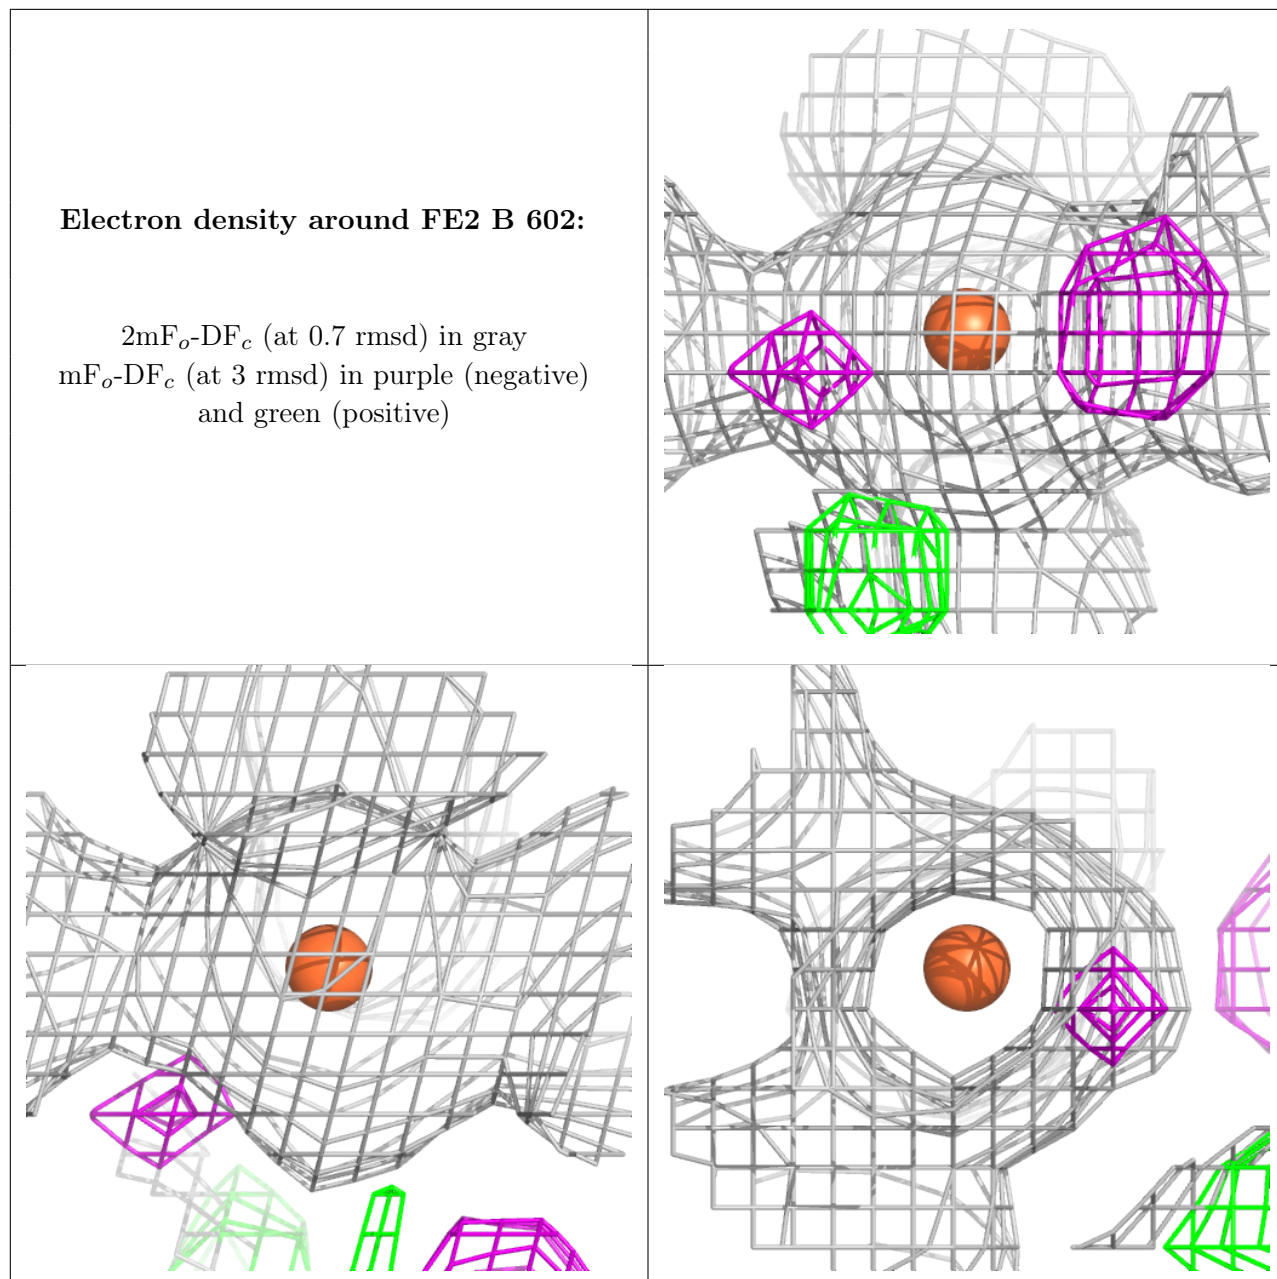 Electron density around FE2 B 602:
2mFo-DFc (at 0.7 rmsd) in gray
mFo-DFc (at 3 rmsd) in purple (negative)
and green (positive)